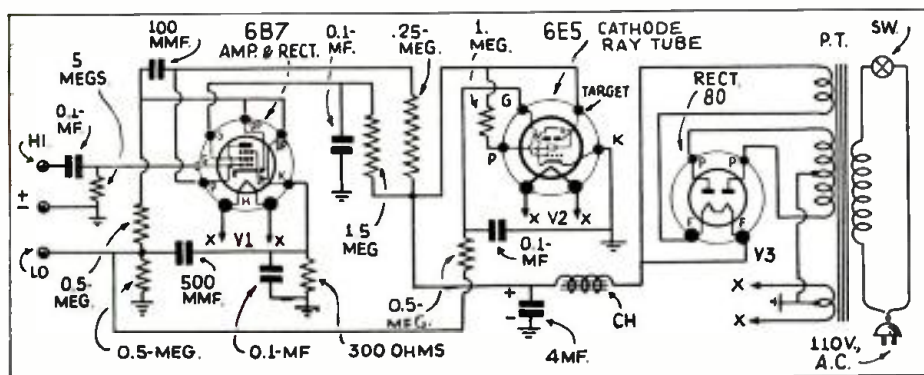 100
MMF.
6B7
AMP. & RECT.
0.1-
MF.
.25-
MEG.
1.
MEG.
6E5
CATHODE
RAY TUBE
P.T.
SW.
5
MEGS
0.1-
MF.
HI.
±
LO
TARGET
RECT.
80
G
P
K
K
H
P
P
F
F
X
V1
X
X
V2
X
V3
15
MEG.
0.1-
MF
0.5-
MEG.
500
MMF.
0.5-
MEG.
CH
X
X
0.5-MEG.
0.1-MF
300 OHMS
+
-
4MF.
110V.,
A.C.